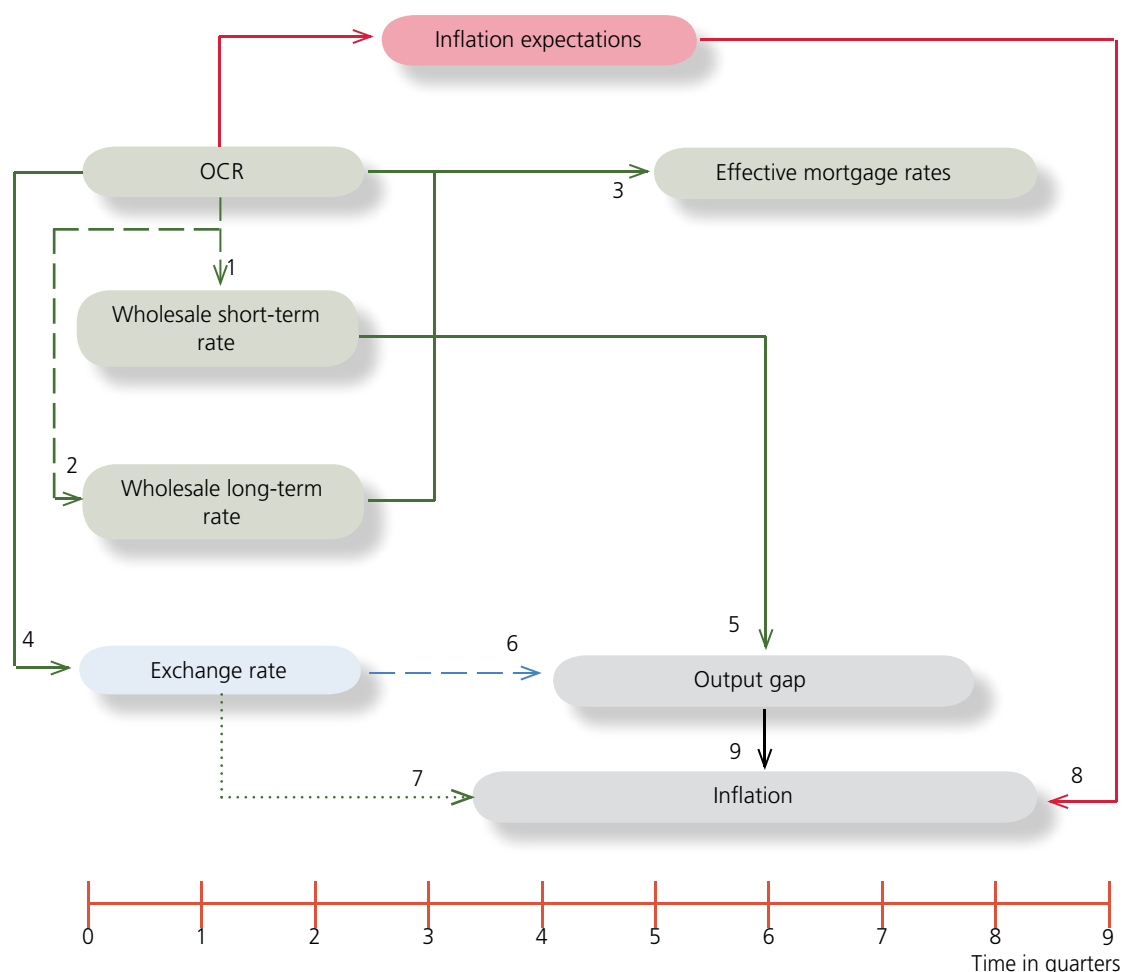 Inflation expectations
OCR
Effective mortgage rates
3
1
Wholesale short-term
rate
2
Wholesale long-term
rate
5
4
6
Exchange rate
Output gap
9
7
8
Inflation
0 1 2 3 4 5 6 7 8 9
Time in quarters